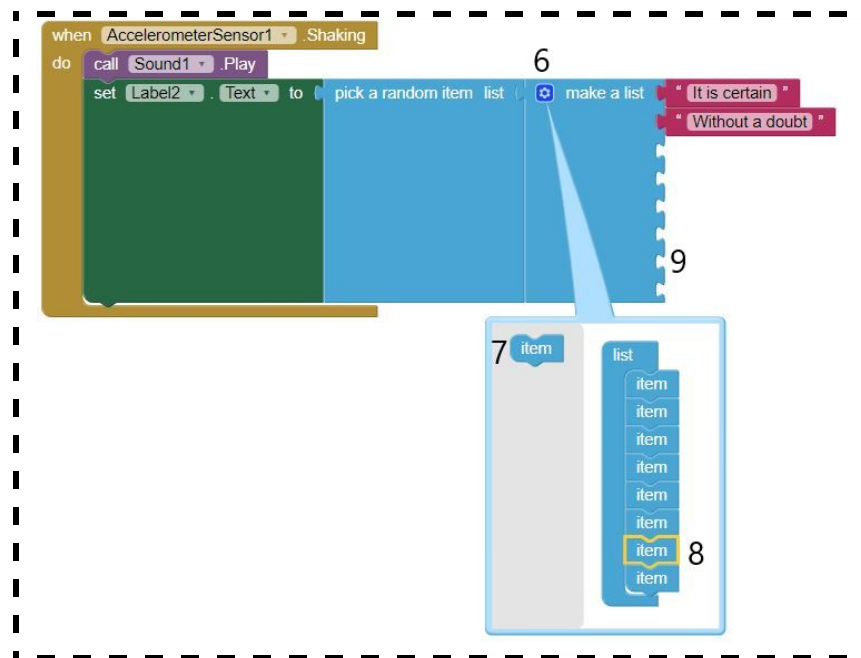 when AccelerometerSensor1 .Shaking
do call Sound1 .Play
6
set Label2 . Text to pick a random item list make a list " It is certain "
" Without a doubt "
9
7 item list
item
item
item
item
item
item
item 8
item